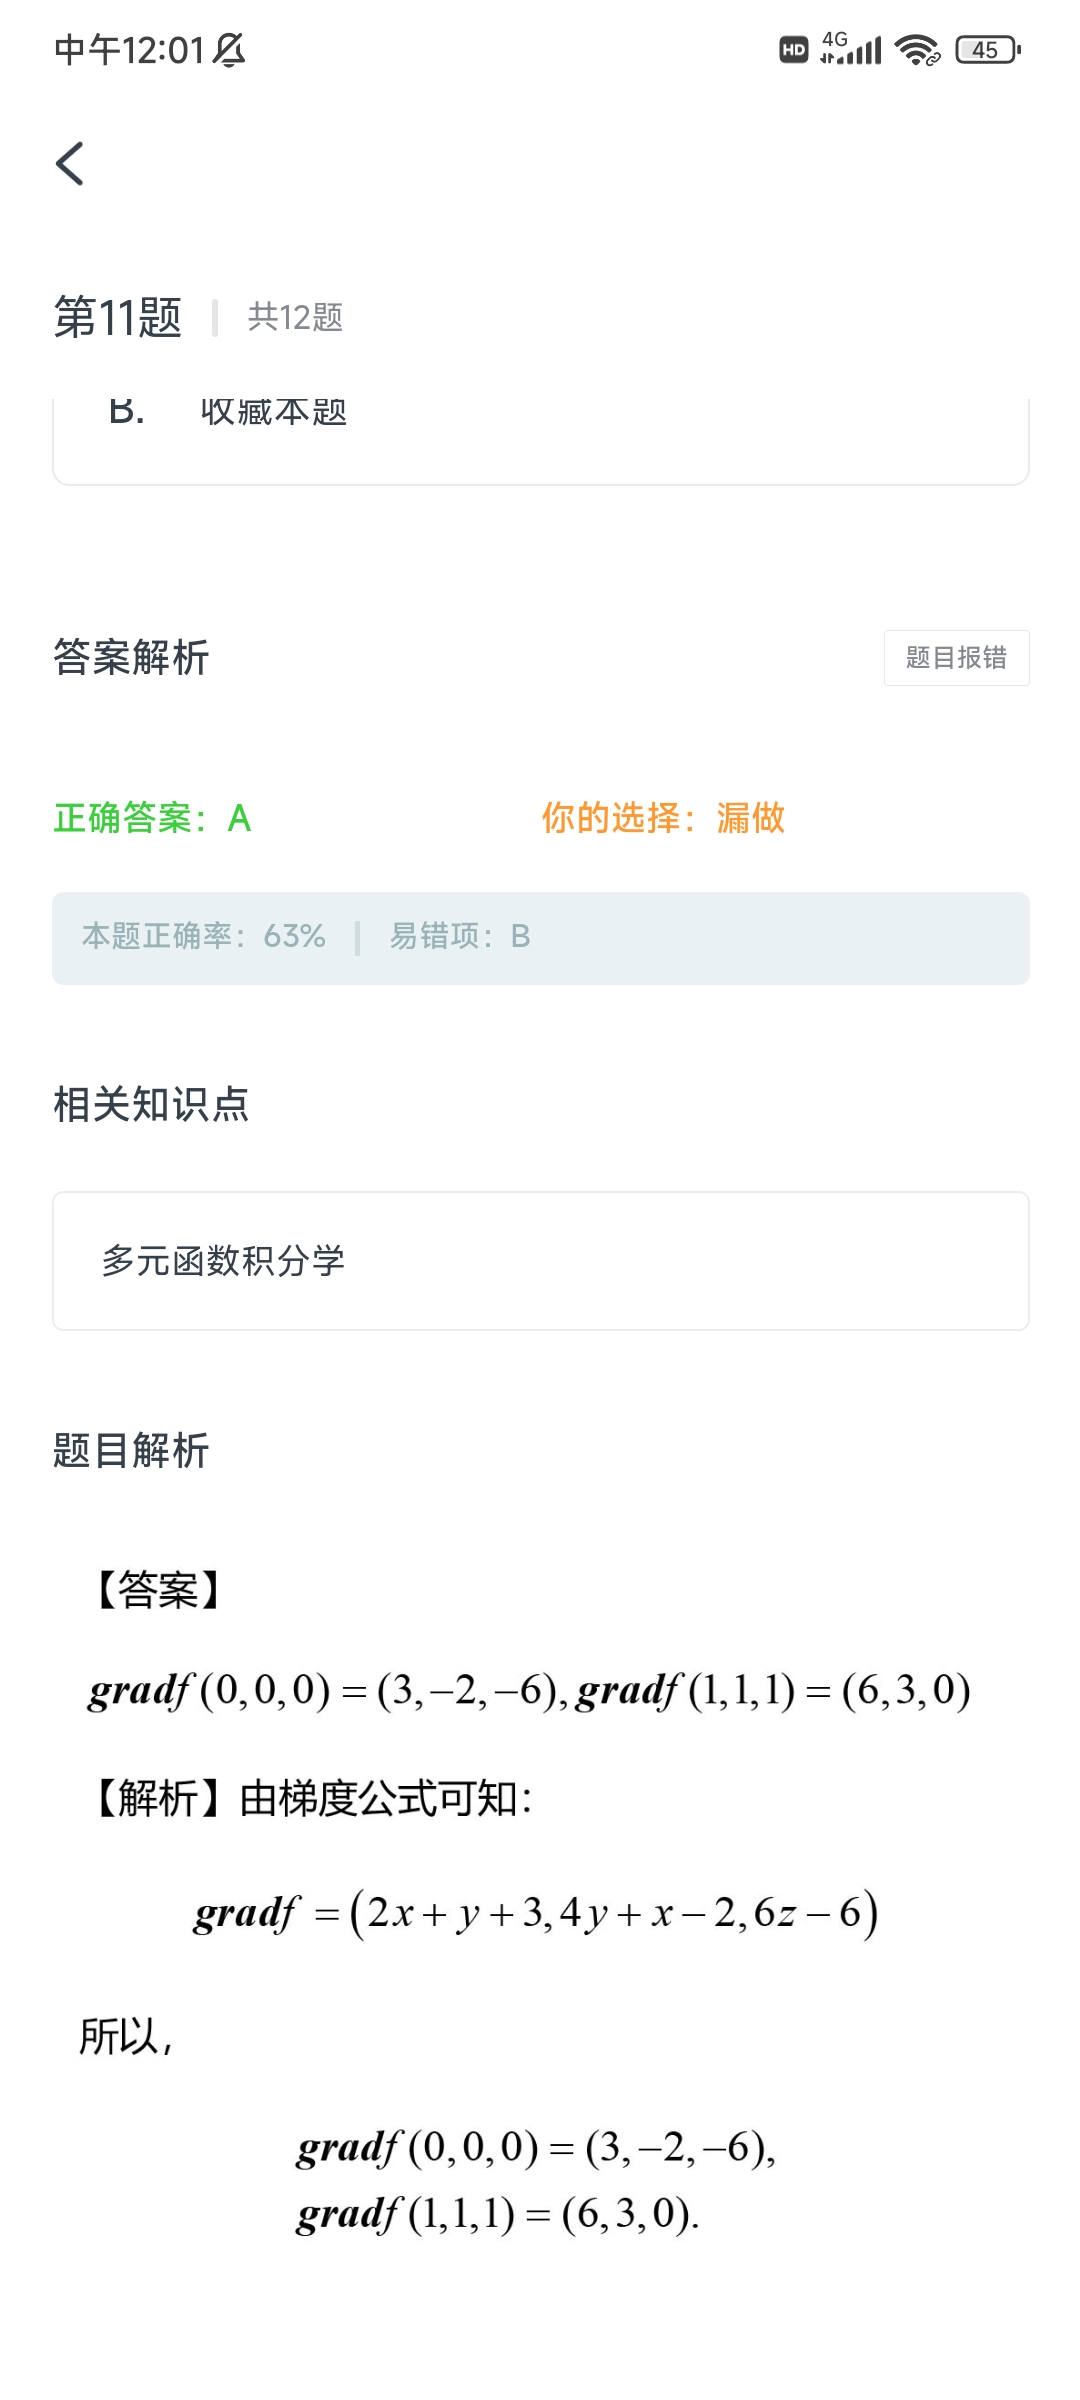 中午12:01
HD 4G 45
第11题 共12题
B. 收藏本题
答案解析 题目报错
正确答案：A 你的选择：漏做
本题正确率：63% 易错项：B
相关知识点
多元函数积分学
题目解析
【答案】
gradf(0,0,0)=(3,−2,−6),gradf(1,1,1)=(6,3,0)
【解析】由梯度公式可知：
gradf=(2x+y+3,4y+x−2,6z−6)
所以，
gradf(0,0,0)=(3,−2,−6),
gradf(1,1,1)=(6,3,0).